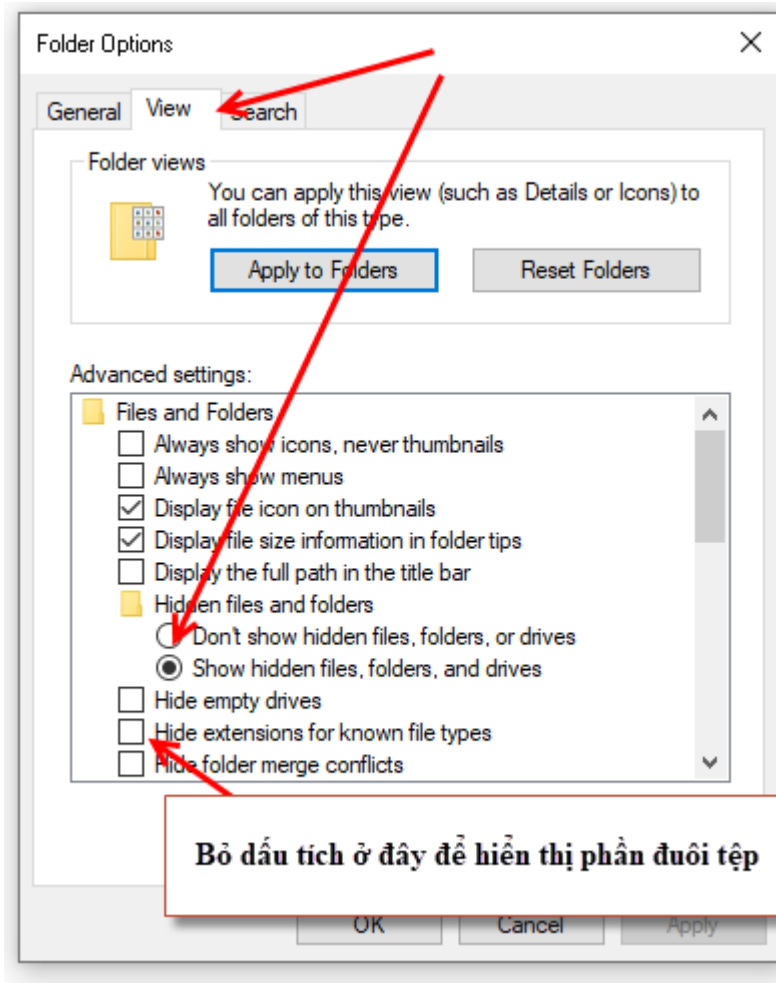 Folder Options
General View Search
Folder views
You can apply this view (such as Details or Icons) to
all folders of this type.
Apply to Folders Reset Folders
Advanced settings:
Files and Folders
Always show icons, never thumbnails
Always show menus
Display file icon on thumbnails
Display file size information in folder tips
Display the full path in the title bar
Hidden files and folders
Don't show hidden files, folders, or drives
Show hidden files, folders, and drives
Hide empty drives
Hide extensions for known file types
Hide folder merge conflicts
Bỏ dấu tích ở đây để hiển thị phần đuôi tệp
OK Cancel Apply